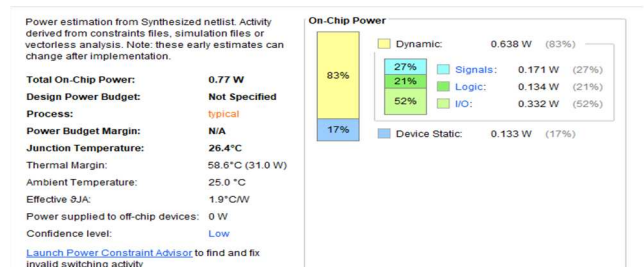 Power estimation from Synthesized netlist. Activity
derived from constraints files, simulation files or
vectorless analysis. Note: these early estimates can
change after implementation.
Total On-Chip Power: 0.77 W
Design Power Budget: Not Specified
Process: typical
Power Budget Margin: N/A
Junction Temperature: 26.4°C
Thermal Margin: 58.6°C (31.0 W)
Ambient Temperature: 25.0 °C
Effective ϑJA: 1.9°C/W
Power supplied to off-chip devices: 0 W
Confidence level: Low
Launch Power Constraint Advisor to find and fix
invalid switching activity
On-Chip Power
83%
17%
Dynamic: 0.638 W (83%)
27%
21%
52%
Signals: 0.171 W (27%)
Logic: 0.134 W (21%)
I/O: 0.332 W (52%)
Device Static: 0.133 W (17%)